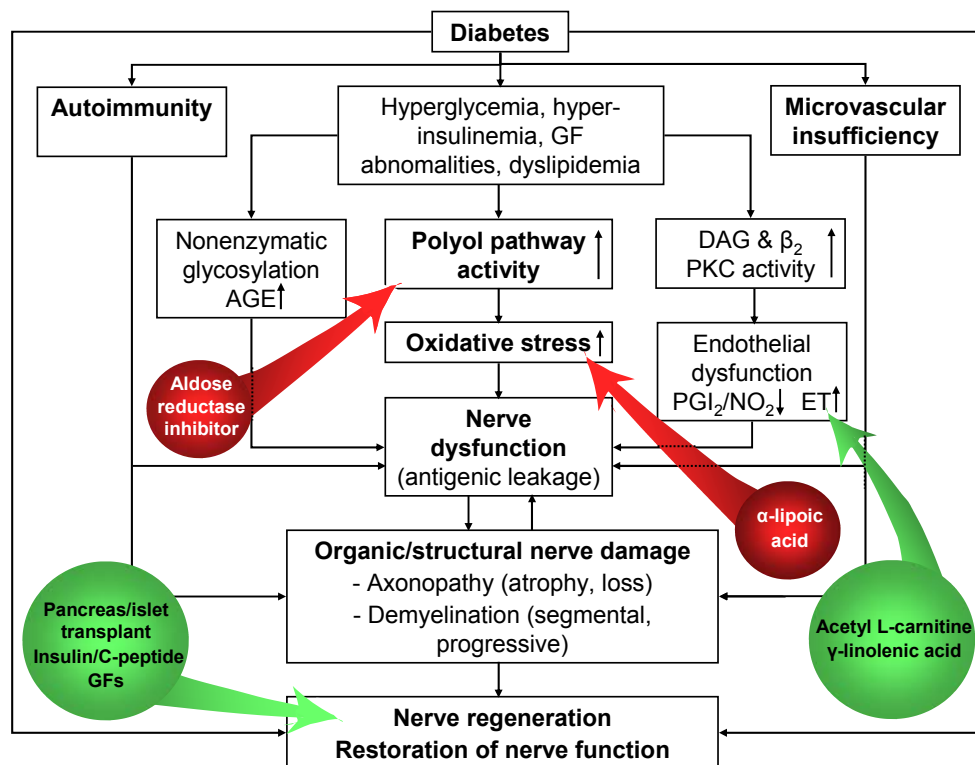 Diabetes
Autoimmunity
Hyperglycemia, hyper-
insulinemia, GF
abnomalities, dyslipidemia
Microvascular
insufficiency
Nonenzymatic
glycosylation
AGE↑
Polyol pathway ↑
activity
DAG & β₂ ↑
PKC activity
Oxidative stress ↑
Endothelial
dysfunction
PGI₂/NO₂↓ ET↑
Aldose
reductase
inhibitor
Nerve
dysfunction
(antigenic leakage)
α-lipoic
acid
Organic/structural nerve damage
- Axonopathy (atrophy, loss)
- Demyelination (segmental,
progressive)
Pancreas/islet
transplant
Insulin/C-peptide
GFs
Acetyl L-carnitine
γ-linolenic acid
Nerve regeneration
Restoration of nerve function